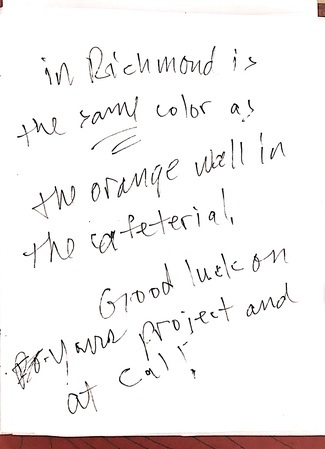 in Richmond is
the same color as
the orange wall in
the cafeterial.
Good luck on
yours project and
at Cal!